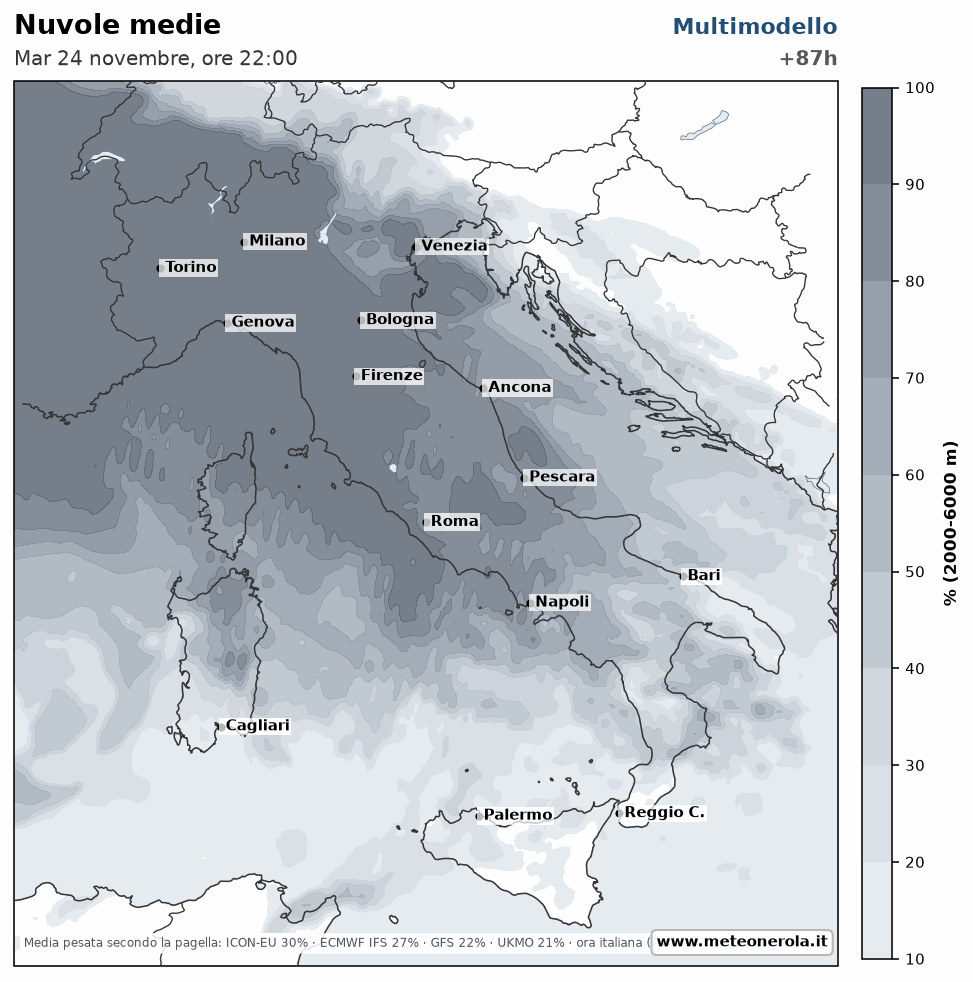 Nuvole medie
Multimodello
Mar 24 novembre, ore 22:00
+87h
Milano
Venezia
Torino
Genova
Bologna
Firenze
Ancona
Pescara
Roma
Bari
Napoli
Cagliari
Palermo
Reggio C.
100
90
80
70
60
50
40
30
20
10
% (2000-6000 m)
Media pesata secondo la pagella: ICON-EU 30% · ECMWF IFS 27% · GFS 22% · UKMO 21% · ora italiana (
www.meteonerola.it